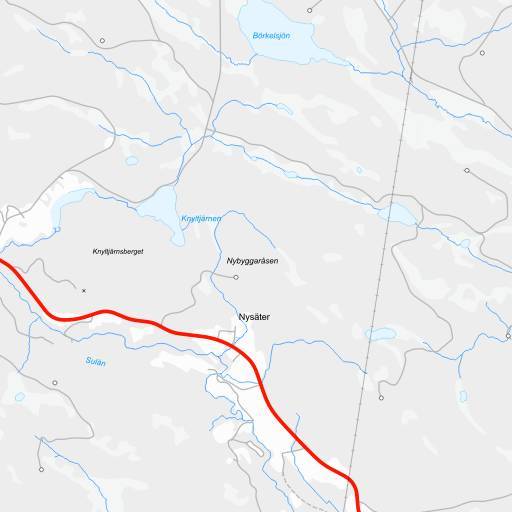 Börkelsjön
Knyltjärnen
Knyltjärnsberget
Nybyggaråsen
Nysäter
Sulån